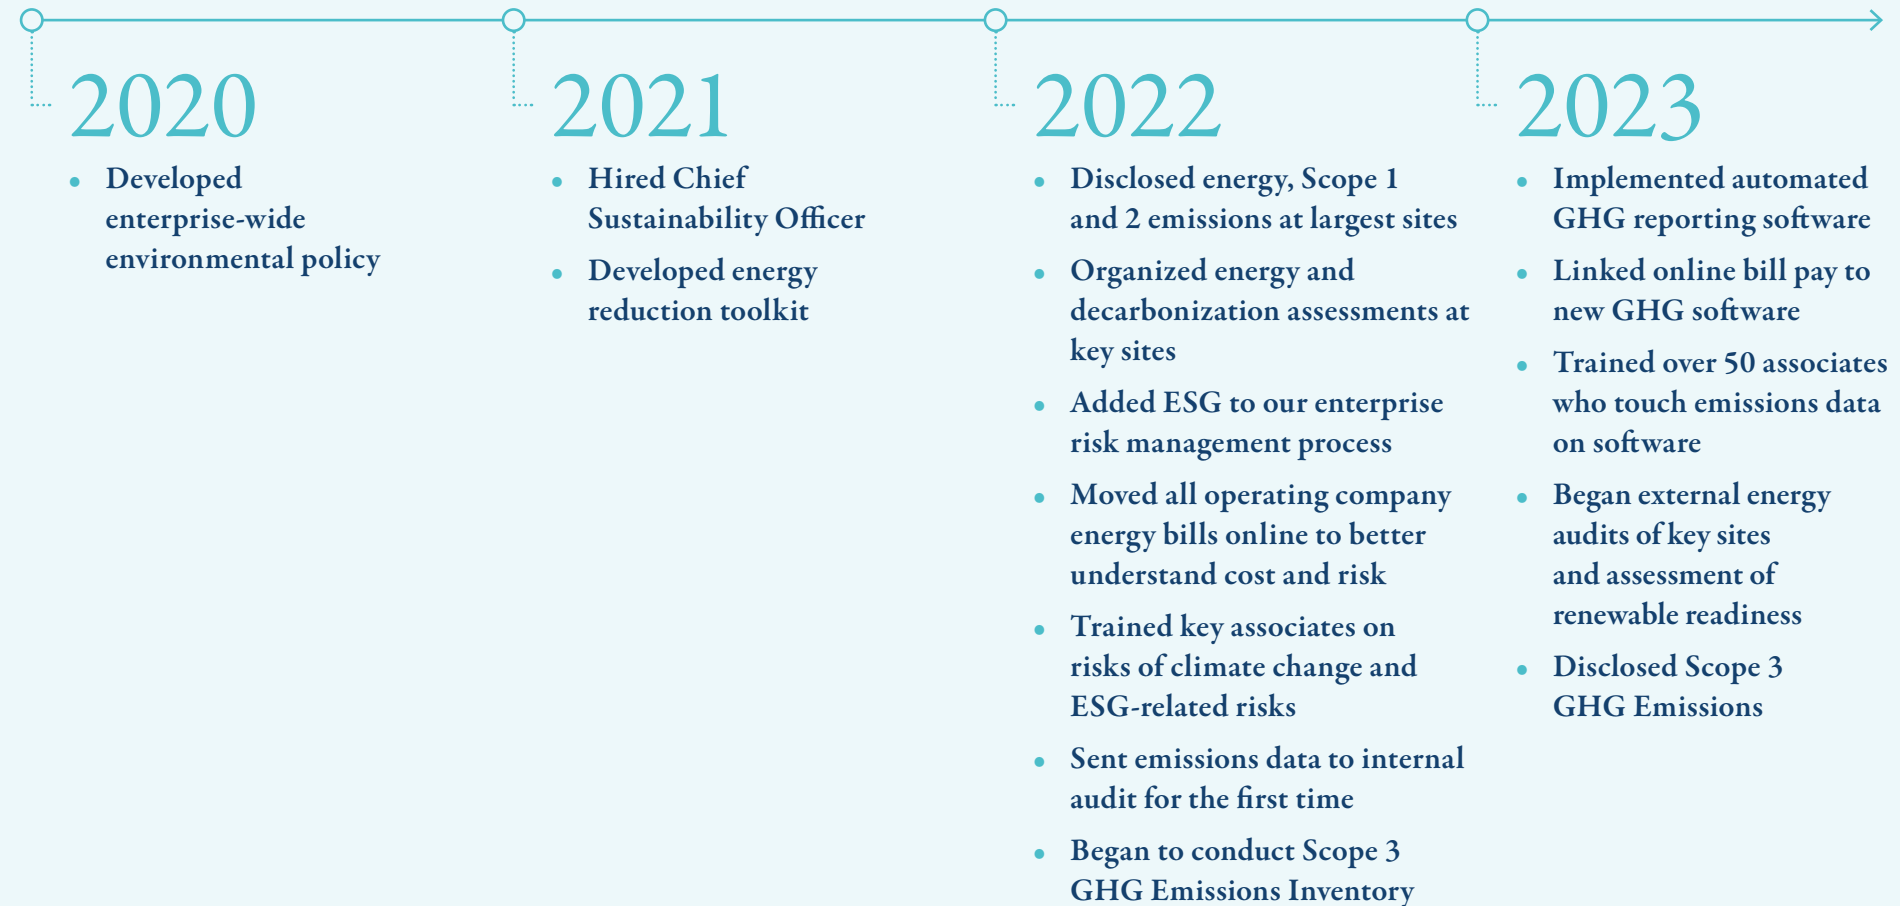 2020
• Developed
enterprise-wide
environmental policy
2021
• Hired Chief
Sustainability Officer
• Developed energy
reduction toolkit
2022
• Disclosed energy, Scope 1
and 2 emissions at largest sites
• Organized energy and
decarbonization assessments at
key sites
• Added ESG to our enterprise
risk management process
• Moved all operating company
energy bills online to better
understand cost and risk
• Trained key associates on
risks of climate change and
ESG-related risks
• Sent emissions data to internal
audit for the first time
• Began to conduct Scope 3
GHG Emissions Inventory
2023
• Implemented automated
GHG reporting software
• Linked online bill pay to
new GHG software
• Trained over 50 associates
who touch emissions data
on software
• Began external energy
audits of key sites
and assessment of
renewable readiness
• Disclosed Scope 3
GHG Emissions